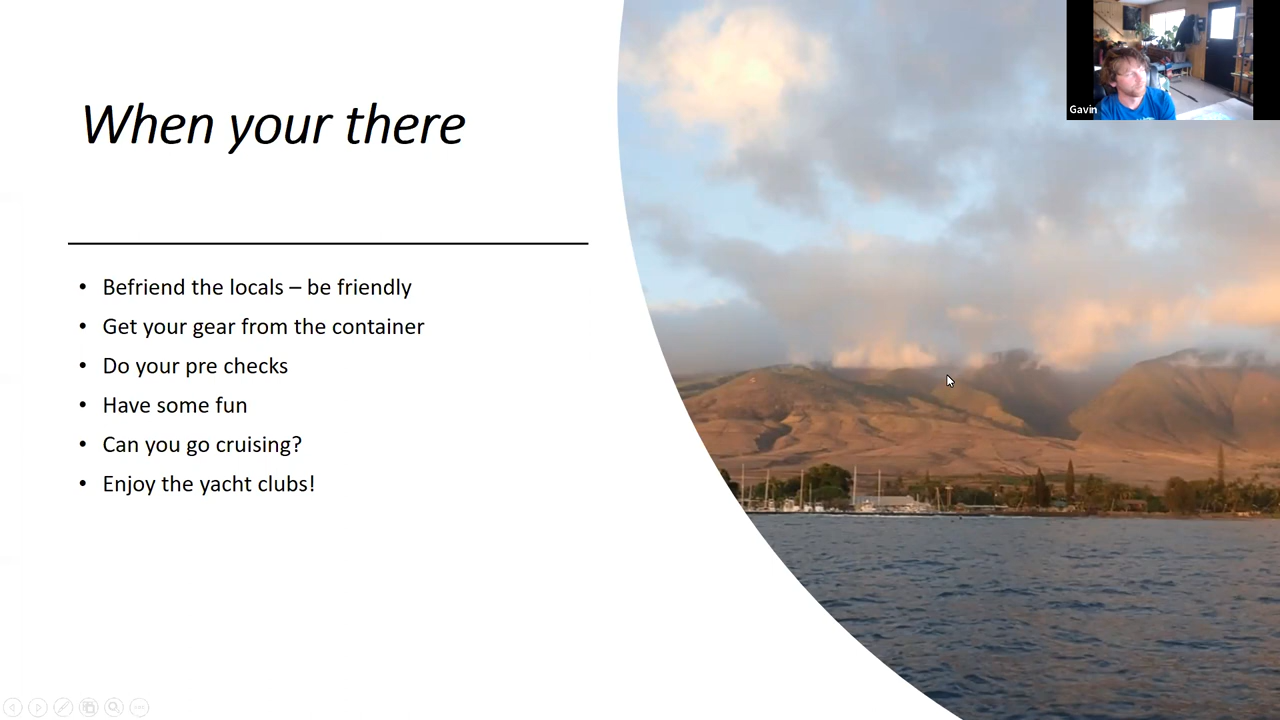 Gavin
When your there
• Befriend the locals – be friendly
• Get your gear from the container
• Do your pre checks
• Have some fun
• Can you go cruising?
• Enjoy the yacht clubs!